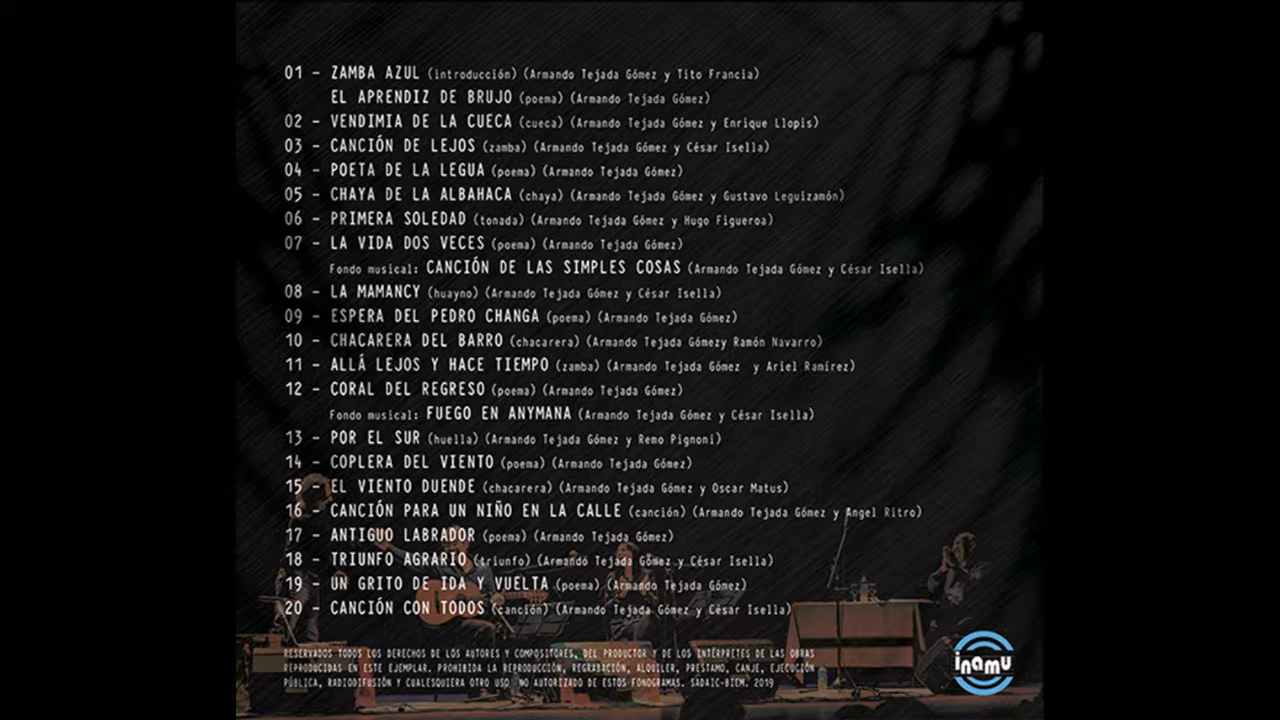 01 - ZAMBA AZUL (introducción) (Armando Tejada Gómez y Tito Francia)
EL APRENDIZ DE BRUJO (poema) (Armando Tejada Gómez)
02 - VENDIMIA DE LA CUECA (cueca) (Armando Tejada Gómez y Enrique Llopis)
03 - CANCIÓN DE LEJOS (zamba) (Armando Tejada Gómez y César Isella)
04 - POETA DE LA LEGUA (poema) (Armando Tejada Gómez)
05 - CHAYA DE LA ALBAHACA (chaya) (Armando Tejada Gómez y Gustavo Leguizamón)
06 - PRIMERA SOLEDAD (tonada) (Armando Tejada Gómez y Hugo Figueroa)
07 - LA VIDA DOS VECES (poema) (Armando Tejada Gómez)
Fondo musical: CANCIÓN DE LAS SIMPLES COSAS (Armando Tejada Gómez y César Isella)
08 - LA MAMANCY (huayno) (Armando Tejada Gómez y César Isella)
09 - ESPERA DEL PEDRO CHANGA (poema) (Armando Tejada Gómez)
10 - CHACARERA DEL BARRO (chacarera) (Armando Tejada Gómezy Ramón Navarro)
11 - ALLÁ LEJOS Y HACE TIEMPO (zamba) (Armando Tejada Gómez y Ariel Ramírez)
12 - CORAL DEL REGRESO (poema) (Armando Tejada Gómez)
Fondo musical: FUEGO EN ANYMANA (Armando Tejada Gómez y César Isella)
13 - POR EL SUR (huella) (Armando Tejada Gómez y Remo Pignoni)
14 - COPLERA DEL VIENTO (poema) (Armando Tejada Gómez)
15 - EL VIENTO DUENDE (chacarera) (Armando Tejada Gómez y Oscar Matus)
16 - CANCIÓN PARA UN NIÑO EN LA CALLE (canción) (Armando Tejada Gómez y Angel Ritro)
17 - ANTIGUO LABRADOR (poema) (Armando Tejada Gómez)
18 - TRIUNFO AGRARIO (triunfo) (Armando Tejada Gómez y César Isella)
19 - UN GRITO DE IDA Y VUELTA (poema) (Armando Tejada Gómez)
20 - CANCIÓN CON TODOS (canción) (Armando Tejada Gómez y César Isella)
RESERVADOS TODOS LOS DERECHOS DE LOS AUTORES Y COMPOSITORES, DEL PRODUCTOR Y DE LOS INTÉRPRETES DE LAS OBRAS
REPRODUCIDAS EN ESTE EJEMPLAR. PROHIBIDA LA REPRODUCCIÓN, REGRABACIÓN, ALQUILER, PRÉSTAMO, CANJE, EJECUCIÓN
PÚBLICA, RADIODIFUSIÓN Y CUALESQUIERA OTRO USO NO AUTORIZADO DE ESTOS FONOGRAMAS. SADAIC-BIEM. 2019
inamu